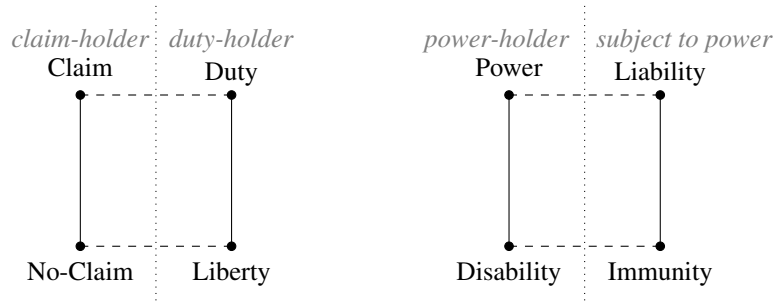 claim-holder duty-holder power-holder subject to power
Claim Duty Power Liability
No-Claim Liberty Disability Immunity